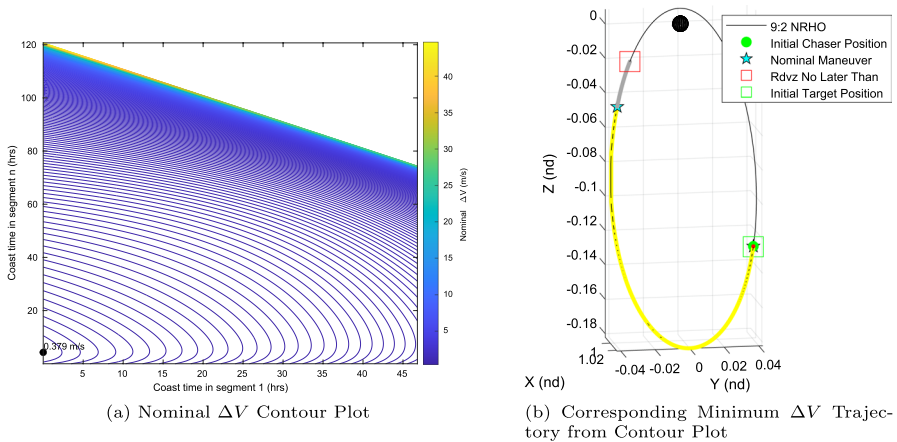 120
100
80
60
40
20
Coast time in segment n (hrs)
0.379 m/s
5
10
15
20
25
30
35
40
45
Coast time in segment 1 (hrs)
40
35
30
25
20
15
10
5
Nominal ΔV (m/s)
(a) Nominal ΔV Contour Plot
0
-0.02
-0.04
-0.06
-0.08
-0.1
-0.12
-0.14
-0.16
-0.18
Z (nd)
9:2 NRHO
Initial Chaser Position
Nominal Maneuver
Rdvz No Later Than
Initial Target Position
1
1.02
-0.04
-0.02
0
0.02
0.04
X (nd)
Y (nd)
(b) Corresponding Minimum ΔV Trajec-
tory from Contour Plot